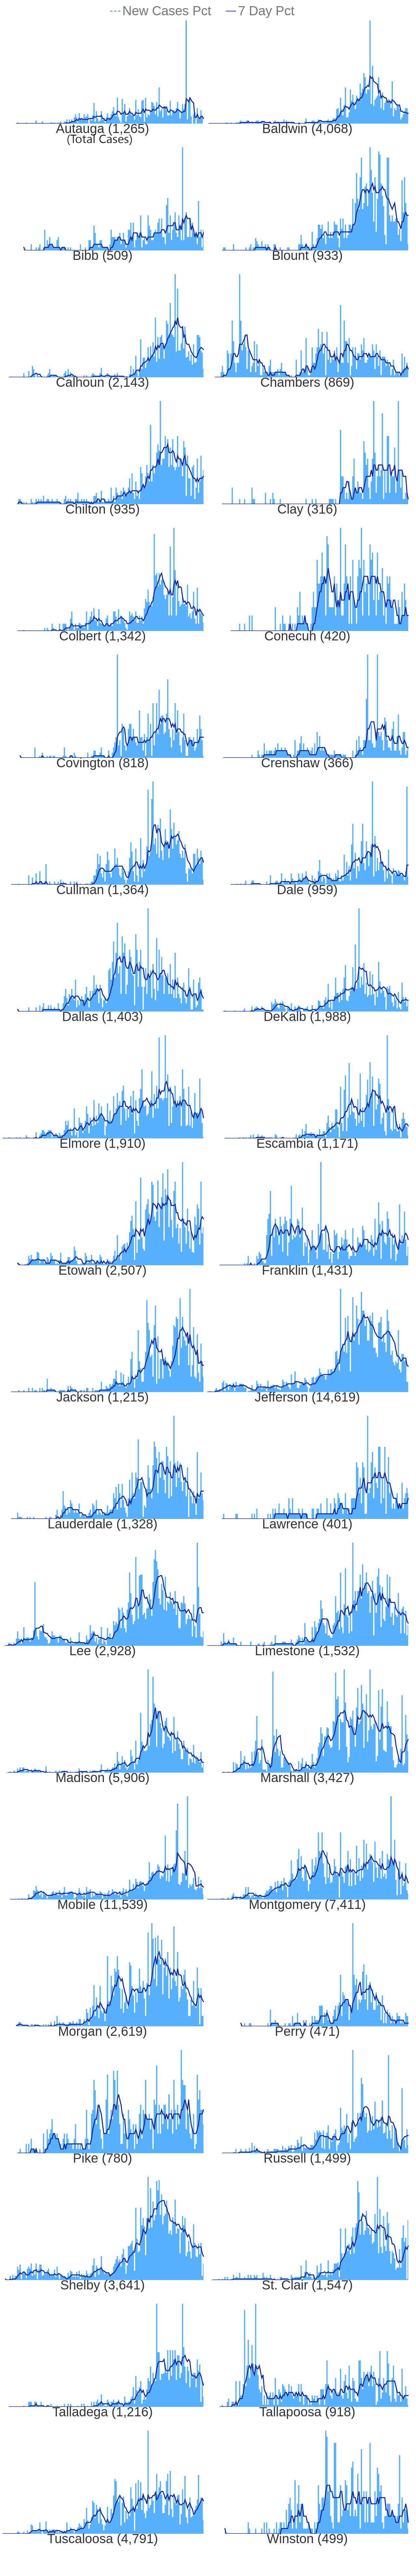 New Cases Pct 7 Day Pct
Autauga (1,265) Baldwin (4,068)
(Total Cases)
Bibb (509) Blount (933)
Calhoun (2,143) Chambers (869)
Chilton (935) Clay (316)
Colbert (1,342) Conecuh (420)
Covington (818) Crenshaw (366)
Cullman (1,364) Dale (959)
Dallas (1,403) DeKalb (1,988)
Elmore (1,910) Escambia (1,171)
Etowah (2,507) Franklin (1,431)
Jackson (1,215) Jefferson (14,619)
Lauderdale (1,328) Lawrence (401)
Lee (2,928) Limestone (1,532)
Madison (5,906) Marshall (3,427)
Mobile (11,539) Montgomery (7,411)
Morgan (2,619) Perry (471)
Pike (780) Russell (1,499)
Shelby (3,641) St. Clair (1,547)
Talladega (1,216) Tallapoosa (918)
Tuscaloosa (4,791) Winston (499)